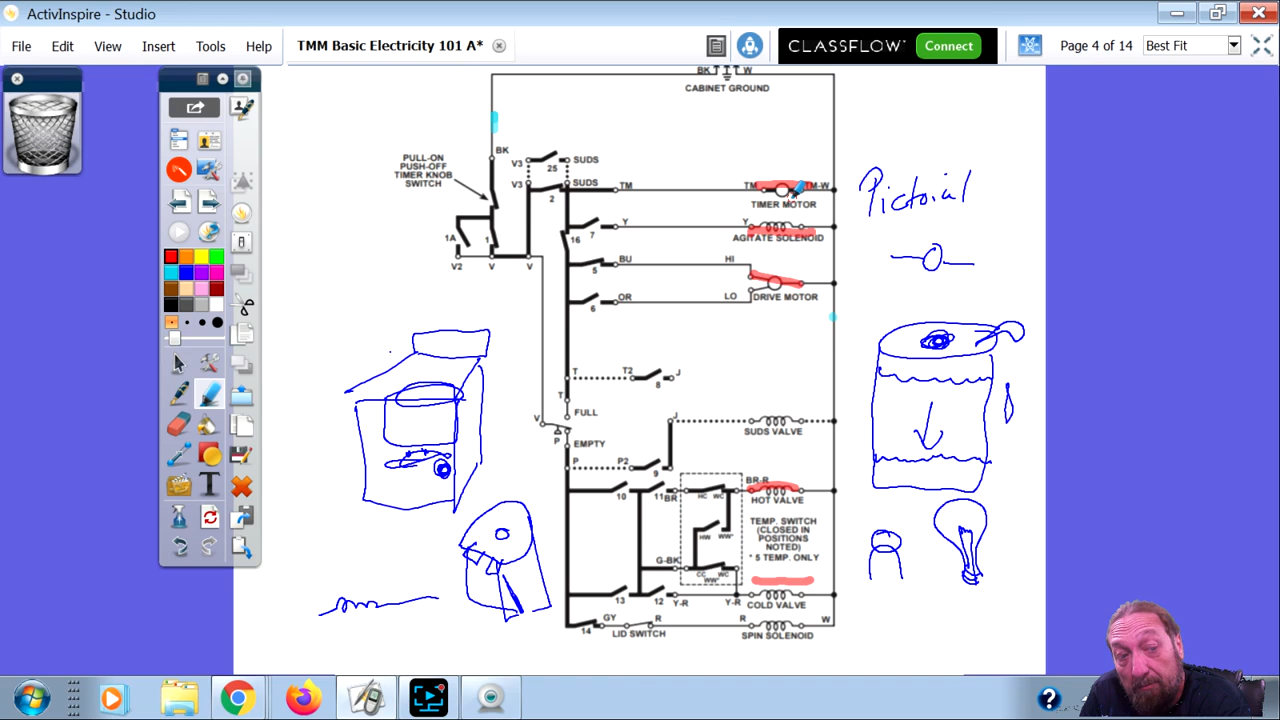 ActivInspire - Studio
File Edit View Insert Tools Help
TMM Basic Electricity 101 A*
CLASSFLOW Connect
Page 4 of 14
Best Fit
BK W
CABINET GROUND
BK
PULL-ON
PUSH-OFF
TIMER KNOB
SWITCH
V3 SUDS
25
V3 SUDS
2
TM TM TM-W
TIMER MOTOR
Pictorial
7 Y Y
AGITATE SOLENOID
1A 1 16
V2 V V
5 BU HI
6 OR LO
DRIVE MOTOR
T T2 8 J
T
FULL
V
P
EMPTY
J
SUDS VALVE
P P2 9
10 11 BR HC WC BR-R
HOT VALVE
HW WW*
TEMP. SWITCH
(CLOSED IN
POSITIONS
NOTED)
* 5 TEMP. ONLY
G-BK CC WC
WW*
13 12 Y-R Y-R
COLD VALVE
14 GY R R W
LID SWITCH
SPIN SOLENOID
T